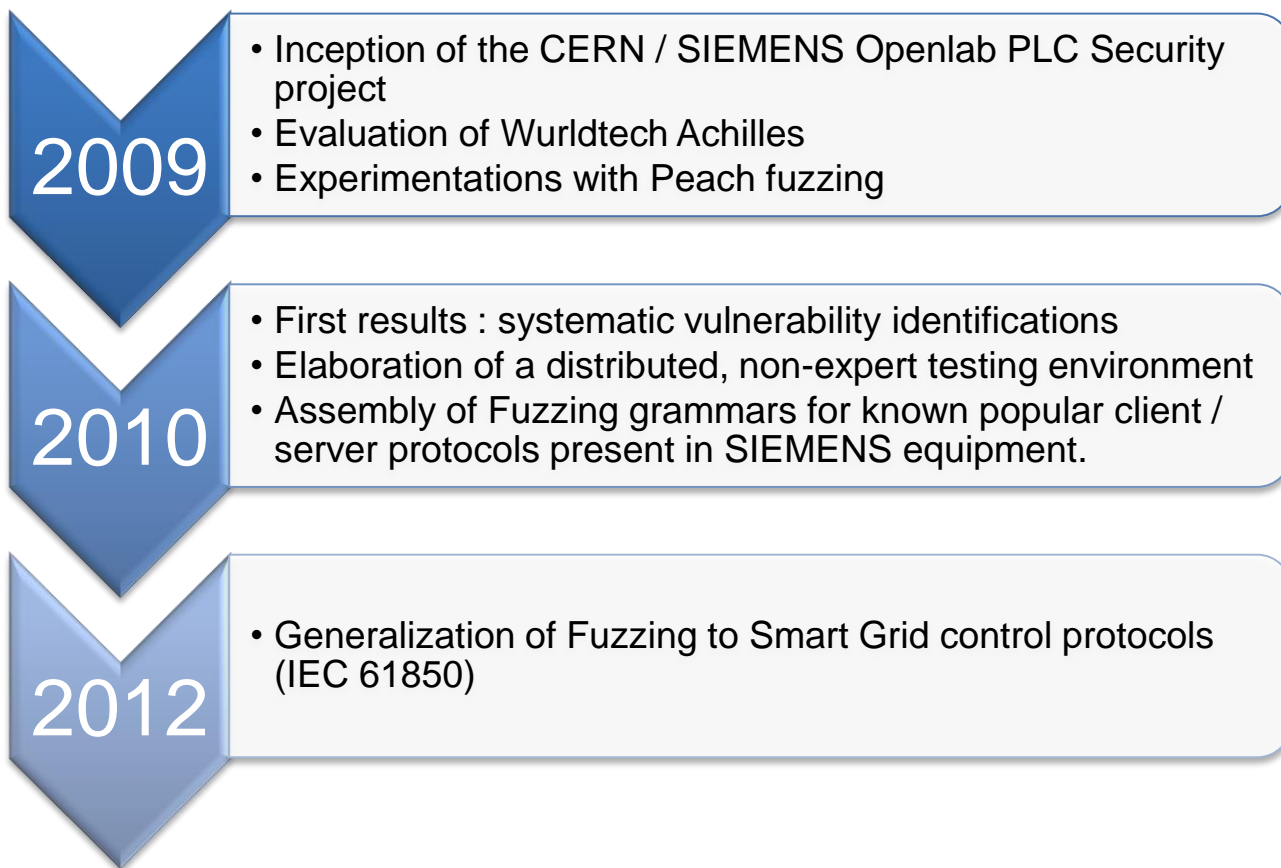 2009
• Inception of the CERN / SIEMENS Openlab PLC Security
project
• Evaluation of Wurldtech Achilles
• Experimentations with Peach fuzzing
2010
• First results : systematic vulnerability identifications
• Elaboration of a distributed, non-expert testing environment
• Assembly of Fuzzing grammars for known popular client /
server protocols present in SIEMENS equipment.
2012
• Generalization of Fuzzing to Smart Grid control protocols
(IEC 61850)